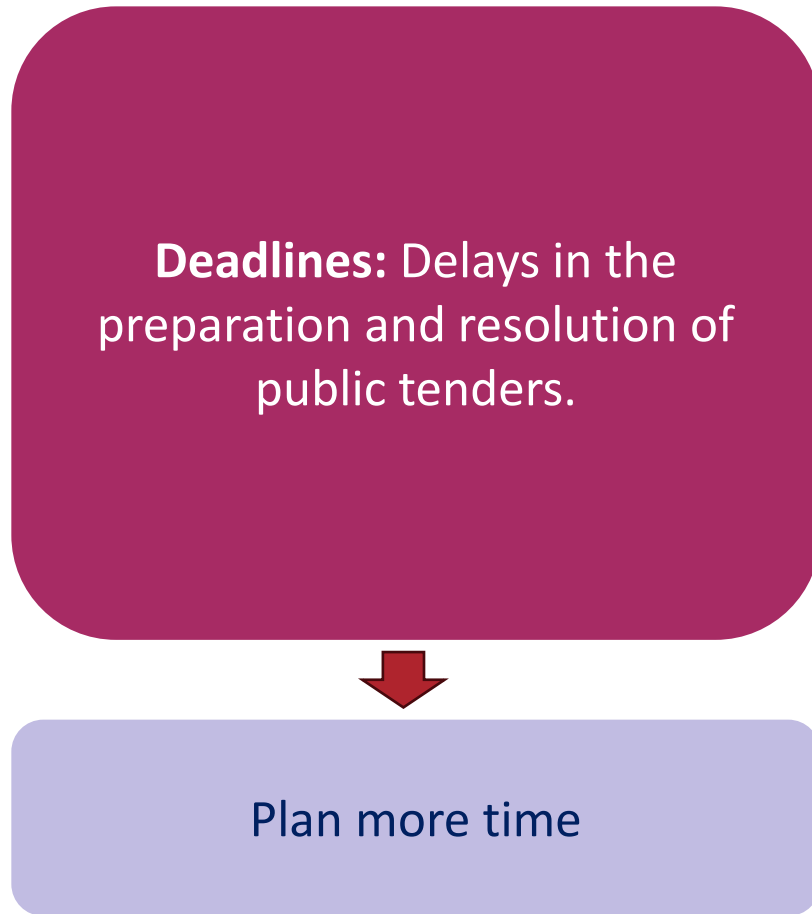 Deadlines: Delays in the
preparation and resolution of
public tenders.
Plan more time